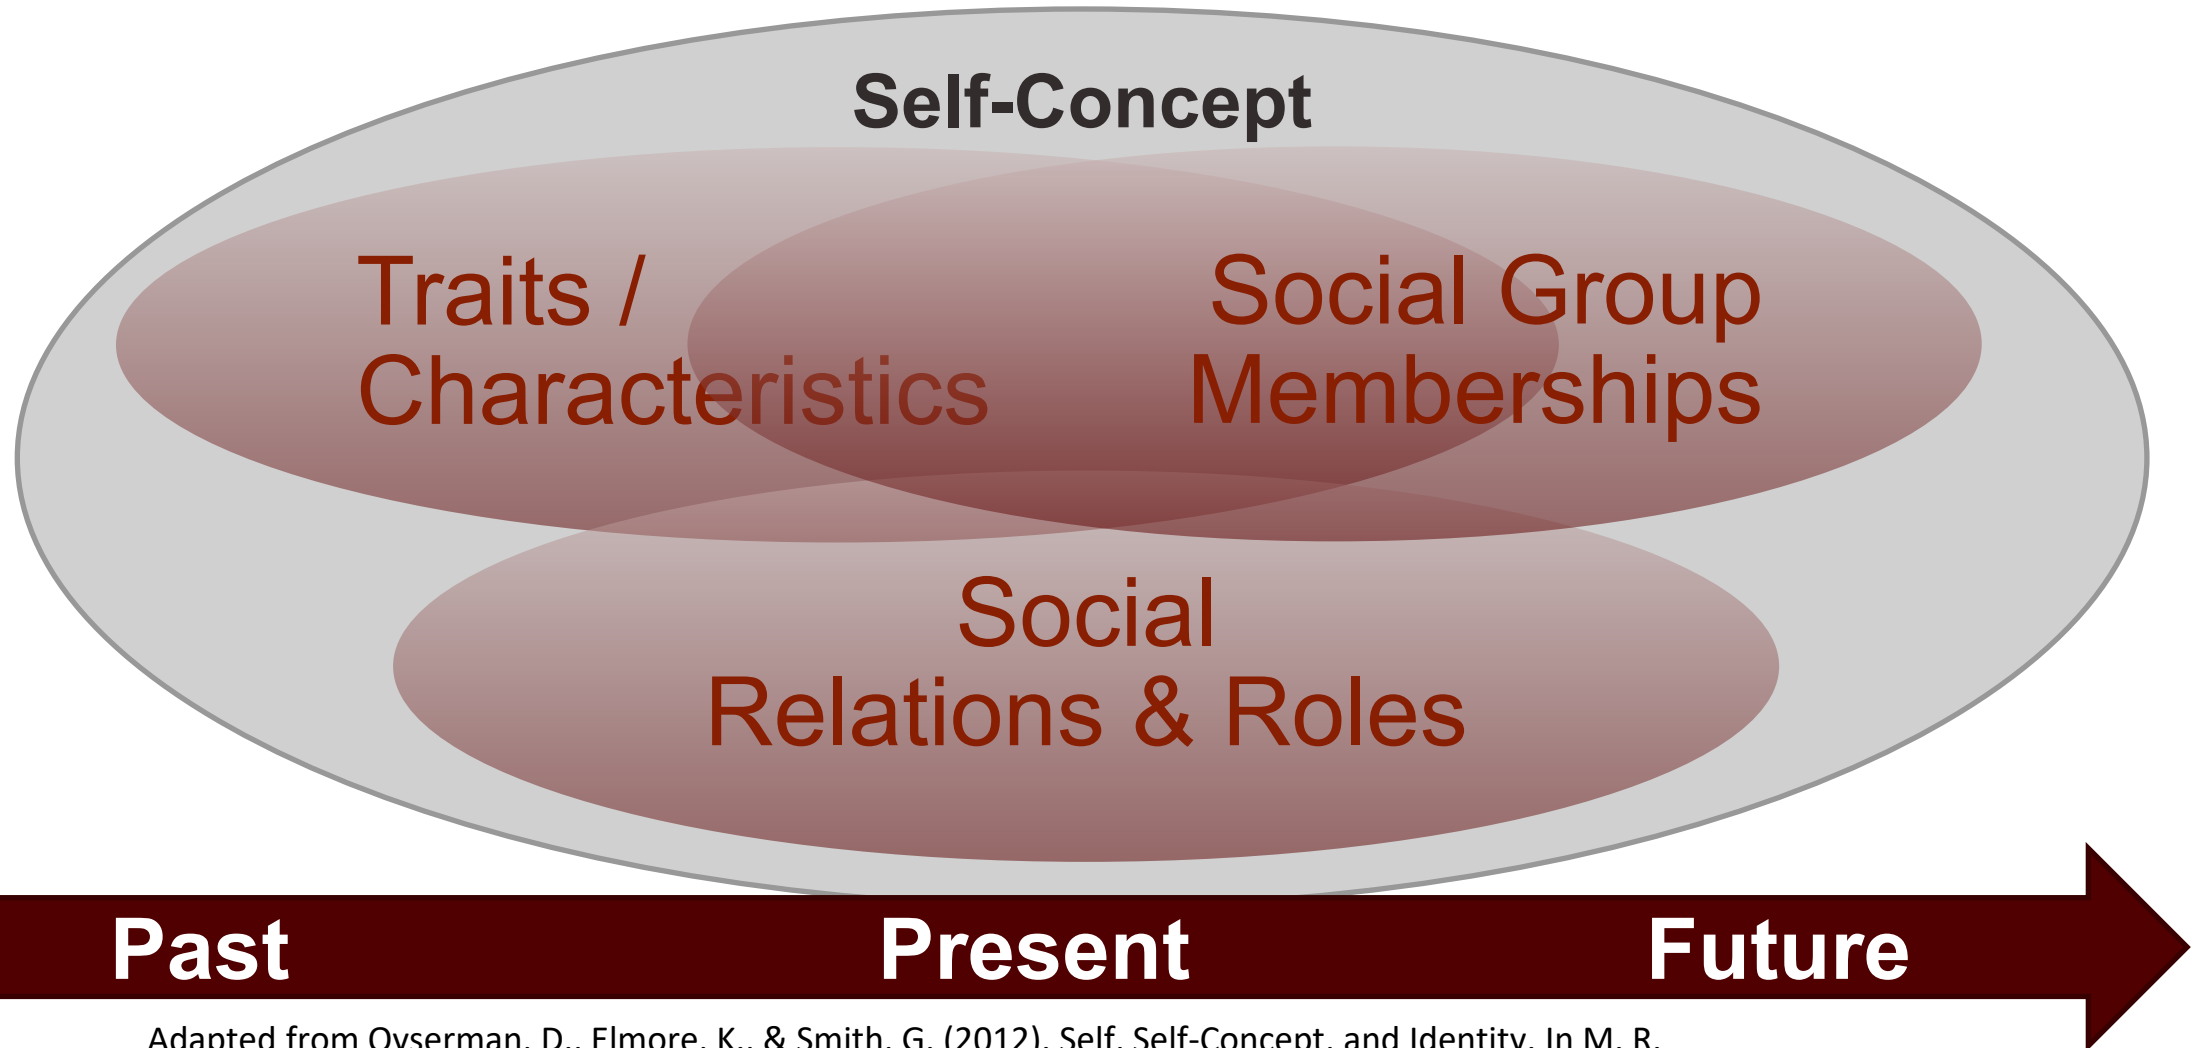 Self-Concept
Traits /
Characteristics
Social Group
Memberships
Social
Relations & Roles
Past Present Future
Adapted from Oyserman, D., Elmore, K., & Smith, G. (2012). Self, Self-Concept, and Identity. In M. R.